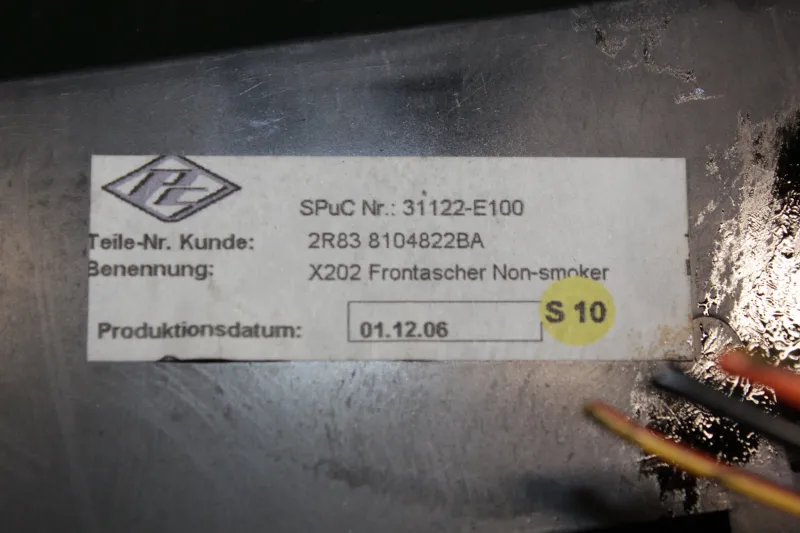 SPuC Nr.: 31122-E100
Teile-Nr. Kunde: 2R83 8104822BA
Benennung: X202 Frontascher Non-smoker
Produktionsdatum: 01.12.06 S 10